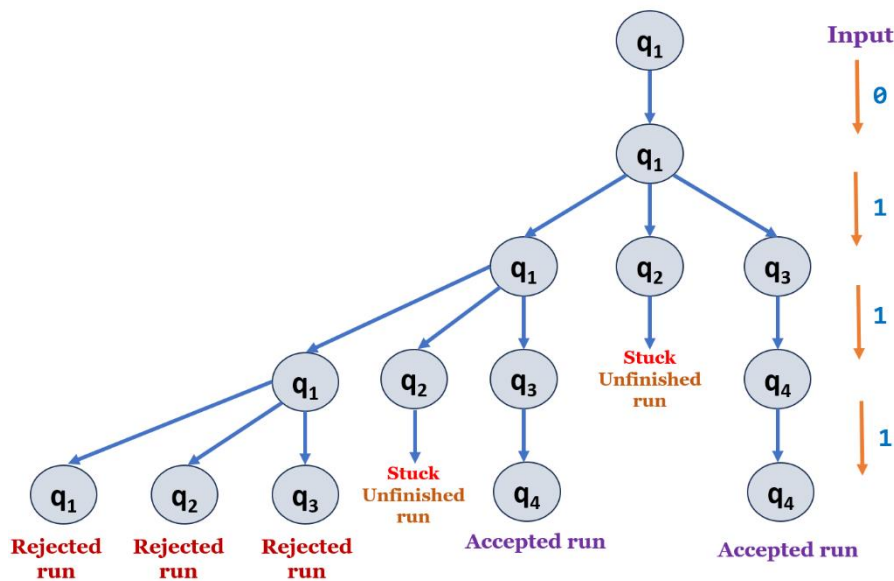 q1
Input
0
q1
1
q1
q2
q3
1
Stuck
Unfinished
run
q1
q2
q3
q4
1
Stuck
Unfinished
run
q1
q2
q3
q4
q4
Rejected
run
Rejected
run
Rejected
run
Accepted run
Accepted run